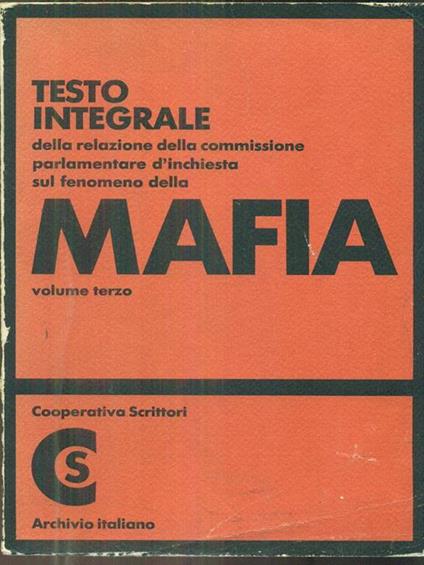 TESTO
INTEGRALE
della relazione della commissione
parlamentare d'inchiesta
sul fenomeno della
MAFIA
volume terzo
Cooperativa Scrittori
CS
Archivio italiano